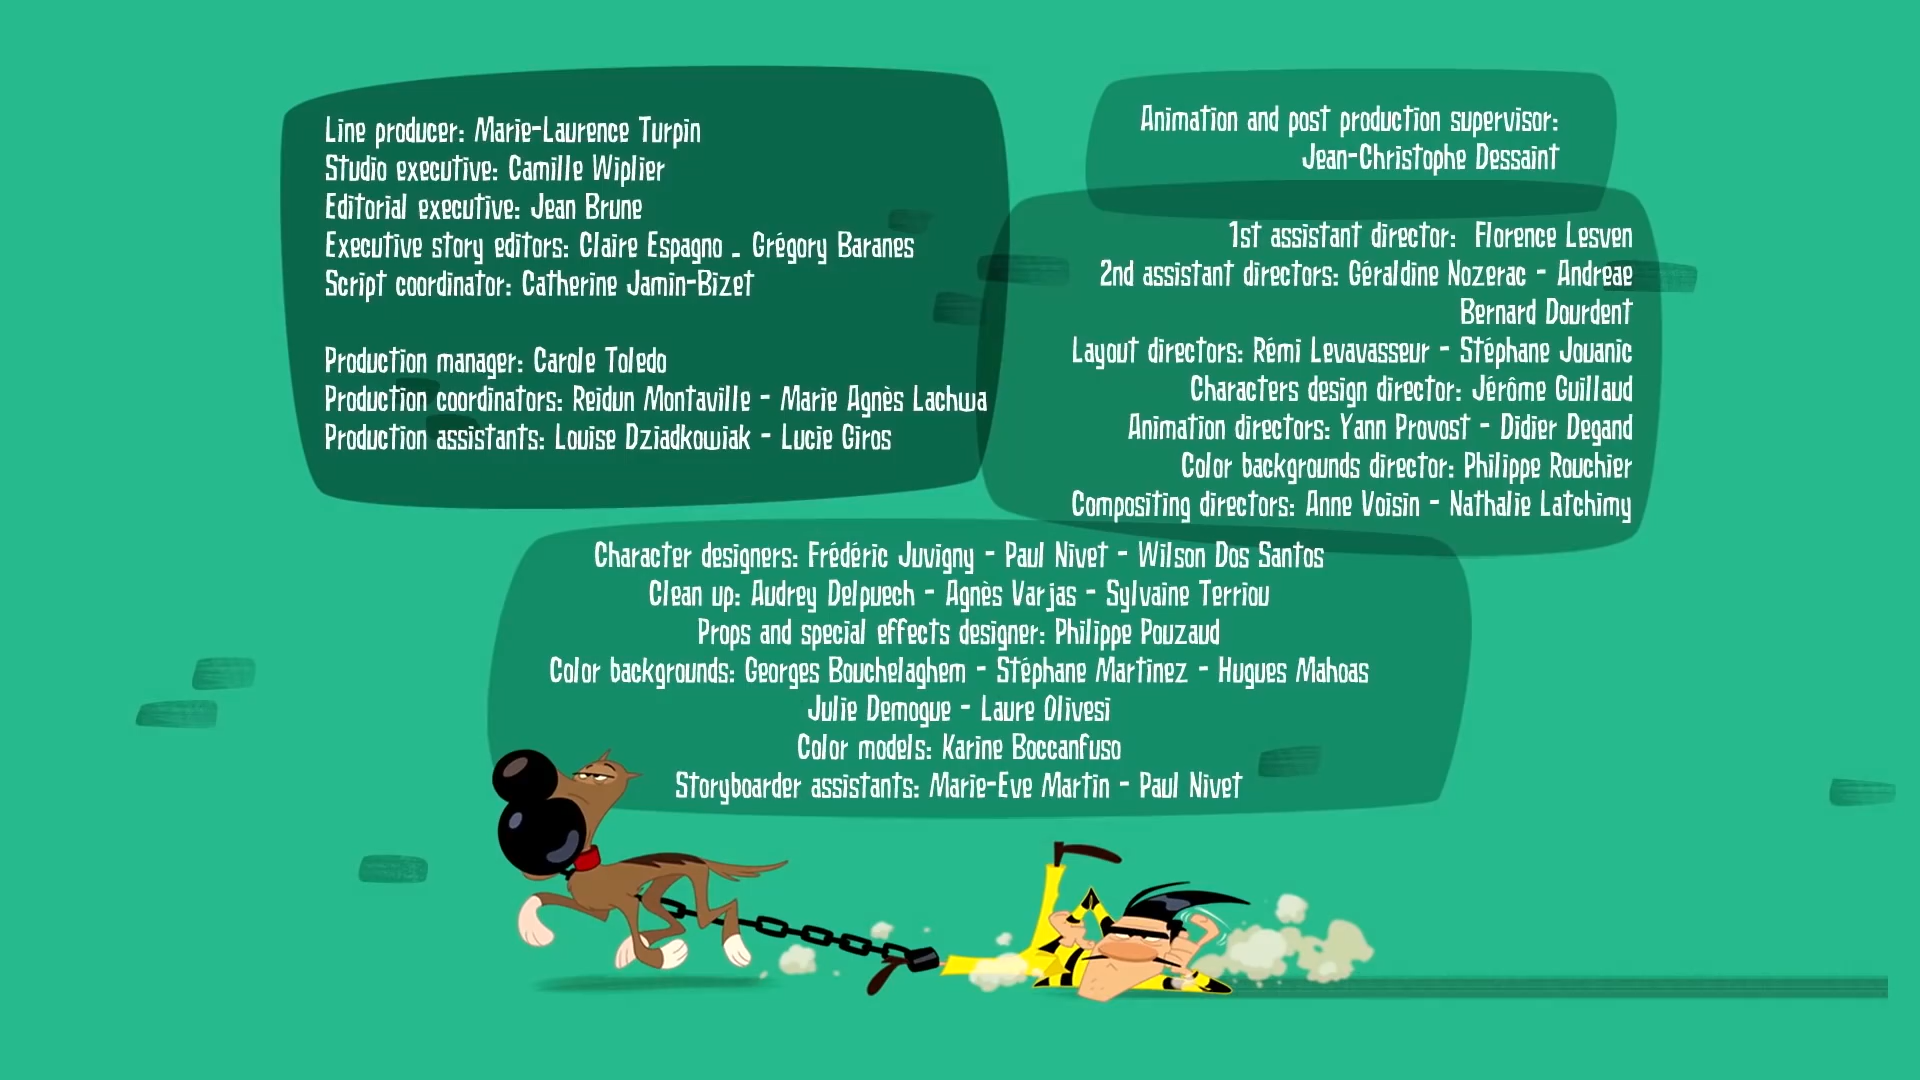 Line producer: Marie-Laurence Turpin
Studio executive: Camille Wiplier
Editorial executive: Jean Brune
Executive story editors: Claire Espagno - Grégory Baranes
Script coordinator: Catherine Jamin-Bizet
Production manager: Carole Toledo
Production coordinators: Reidun Montaville - Marie Agnès Lachwa
Production assistants: Louise Dziadkowiak - Lucie Giros
Animation and post production supervisor:
Jean-Christophe Dessaint
1st assistant director: Florence Lesven
2nd assistant directors: Géraldine Nozerac - Andreae
Bernard Dourdent
Layout directors: Rémi Levavasseur - Stéphane Jouanic
Characters design director: Jérôme Guillaud
Animation directors: Yann Provost - Didier Degand
Color backgrounds director: Philippe Rouchier
Compositing directors: Anne Voisin - Nathalie Latchimy
Character designers: Frédéric Juvigny - Paul Nivet - Wilson Dos Santos
Clean up: Audrey Delpuech - Agnès Varjas - Sylvaine Terriou
Props and special effects designer: Philippe Pouzaud
Color backgrounds: Georges Bouchelaghem - Stéphane Martinez - Hugues Mahoas
Julie Demogue - Laure Olivesi
Color models: Karine Boccanfuso
Storyboarder assistants: Marie-Eve Martin - Paul Nivet